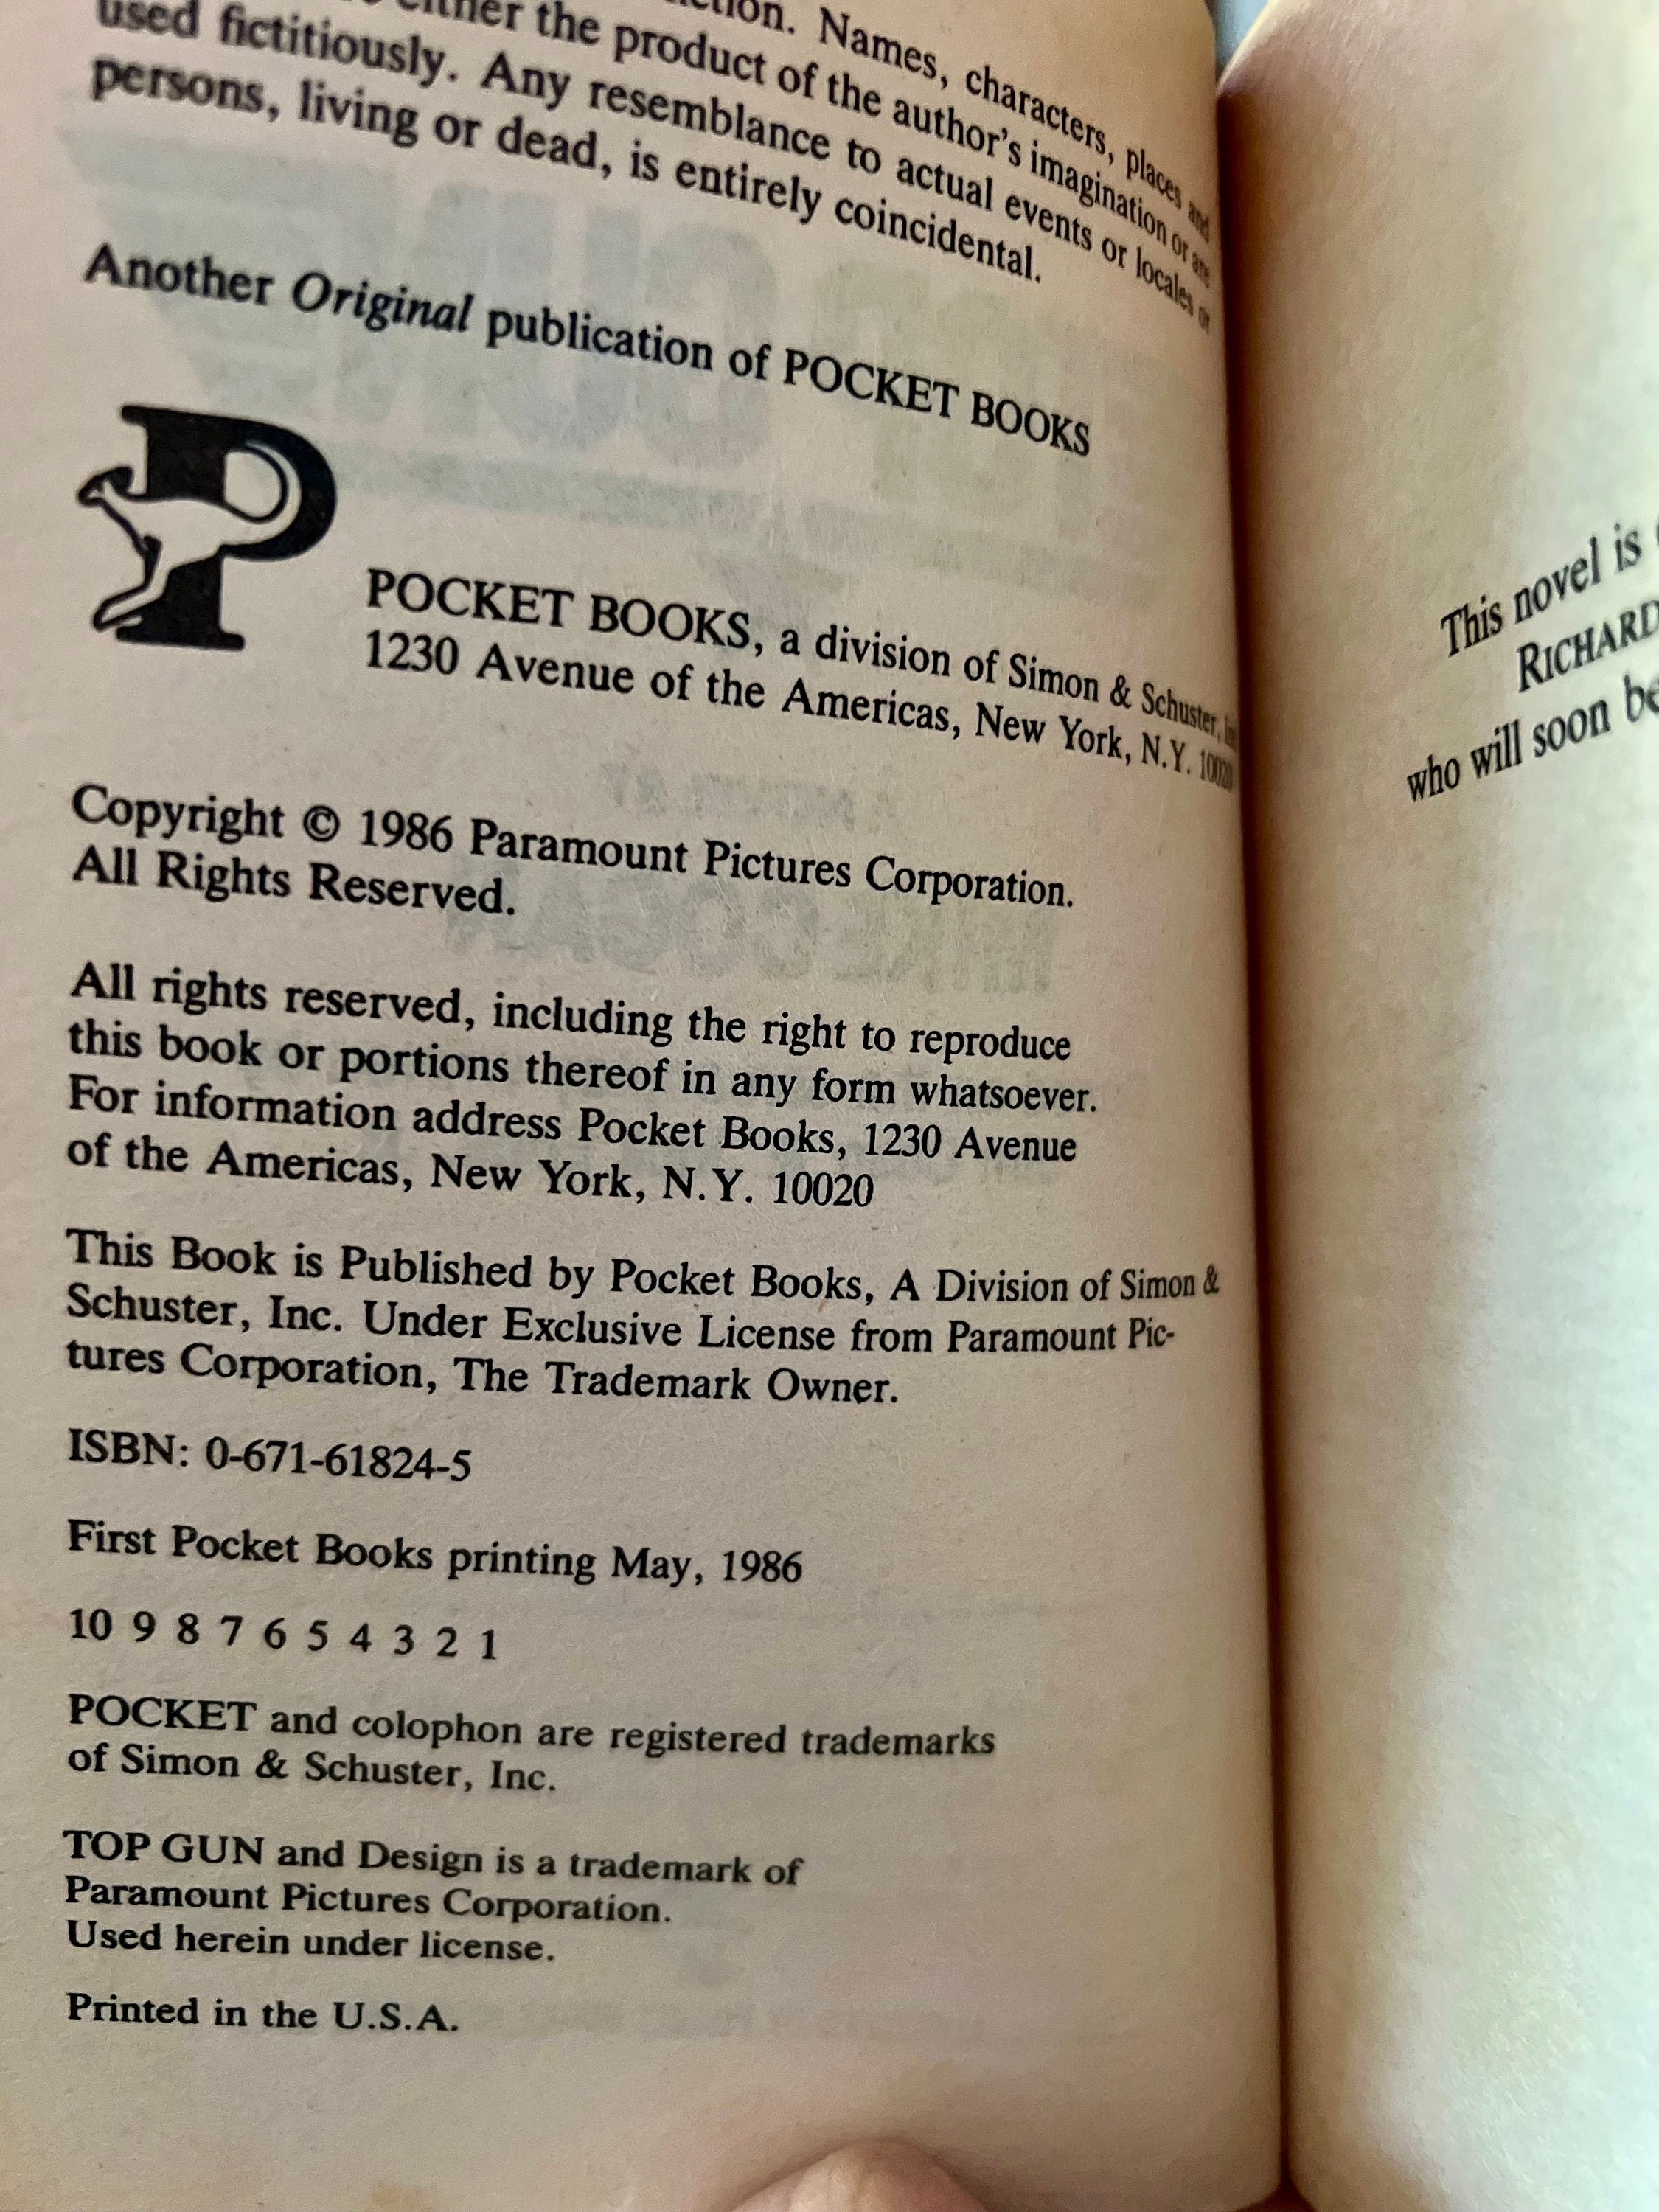 Names, characters, places and
either the product of the author's imagination or are
used fictitiously. Any resemblance to actual events or locales or
persons, living or dead, is entirely coincidental.
Another Original publication of POCKET BOOKS
P
POCKET BOOKS, a division of Simon & Schuster, Inc
1230 Avenue of the Americas, New York, N.Y. 10020
Copyright © 1986 Paramount Pictures Corporation.
All Rights Reserved.
All rights reserved, including the right to reproduce
this book or portions thereof in any form whatsoever.
For information address Pocket Books, 1230 Avenue
of the Americas, New York, N.Y. 10020
This Book is Published by Pocket Books, A Division of Simon &
Schuster, Inc. Under Exclusive License from Paramount Pic-
tures Corporation, The Trademark Owner.
ISBN: 0-671-61824-5
First Pocket Books printing May, 1986
10 9 8 7 6 5 4 3 2 1
POCKET and colophon are registered trademarks
of Simon & Schuster, Inc.
TOP GUN and Design is a trademark of
Paramount Pictures Corporation.
Used herein under license.
Printed in the U.S.A.
This novel is
RICHARD
who will soon be